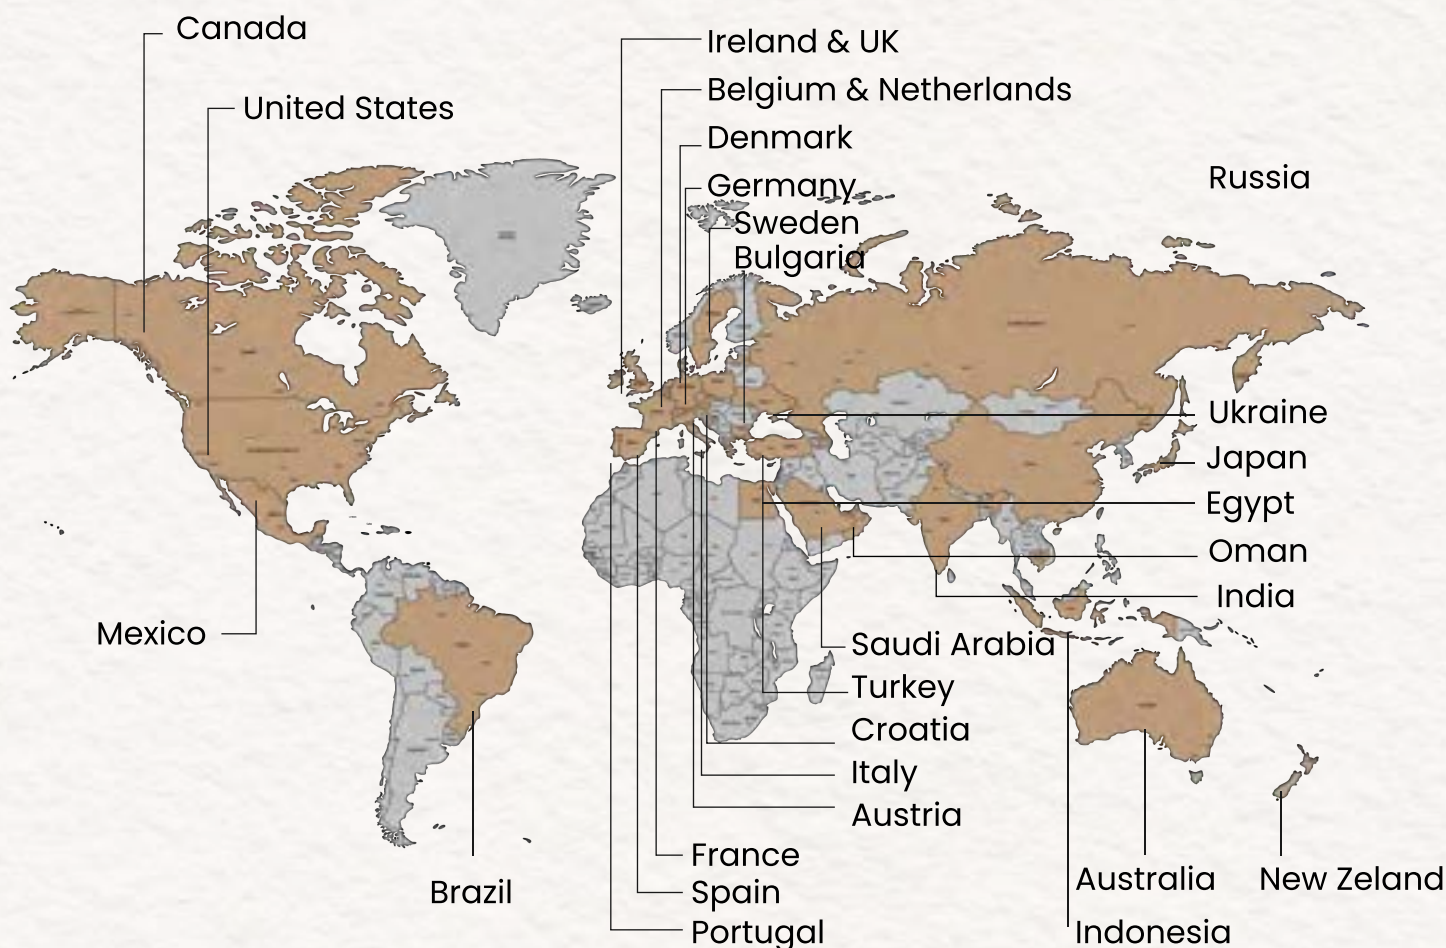 Canada
Ireland & UK
Belgium & Netherlands
United States
Denmark
Russia
Germany
Sweden
Bulgaria
Ukraine
Japan
Egypt
Oman
India
Mexico
Saudi Arabia
Turkey
Croatia
Italy
Austria
France
Brazil
Spain
Portugal
Australia
New Zeland
Indonesia